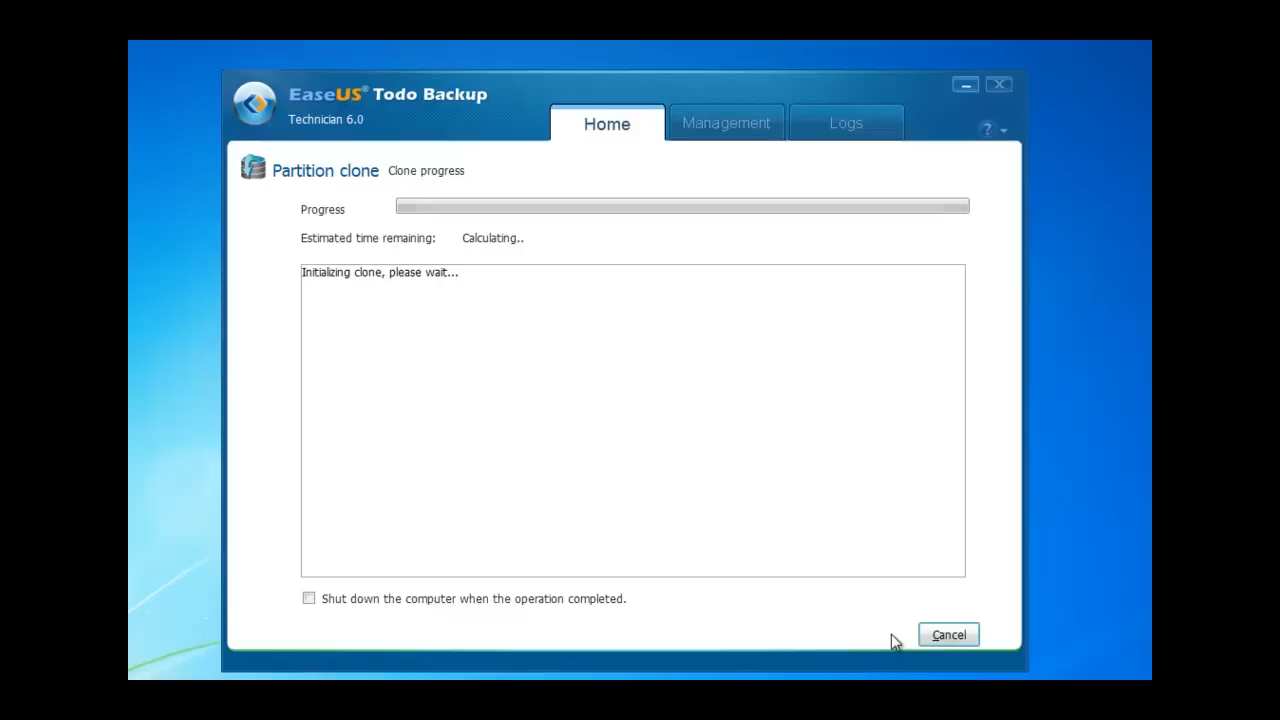 EaseUS® Todo Backup
Technician 6.0
Home
Management
Logs
?
Partition clone Clone progress
Progress
Estimated time remaining: Calculating..
Initializing clone, please wait...
Shut down the computer when the operation completed.
Cancel